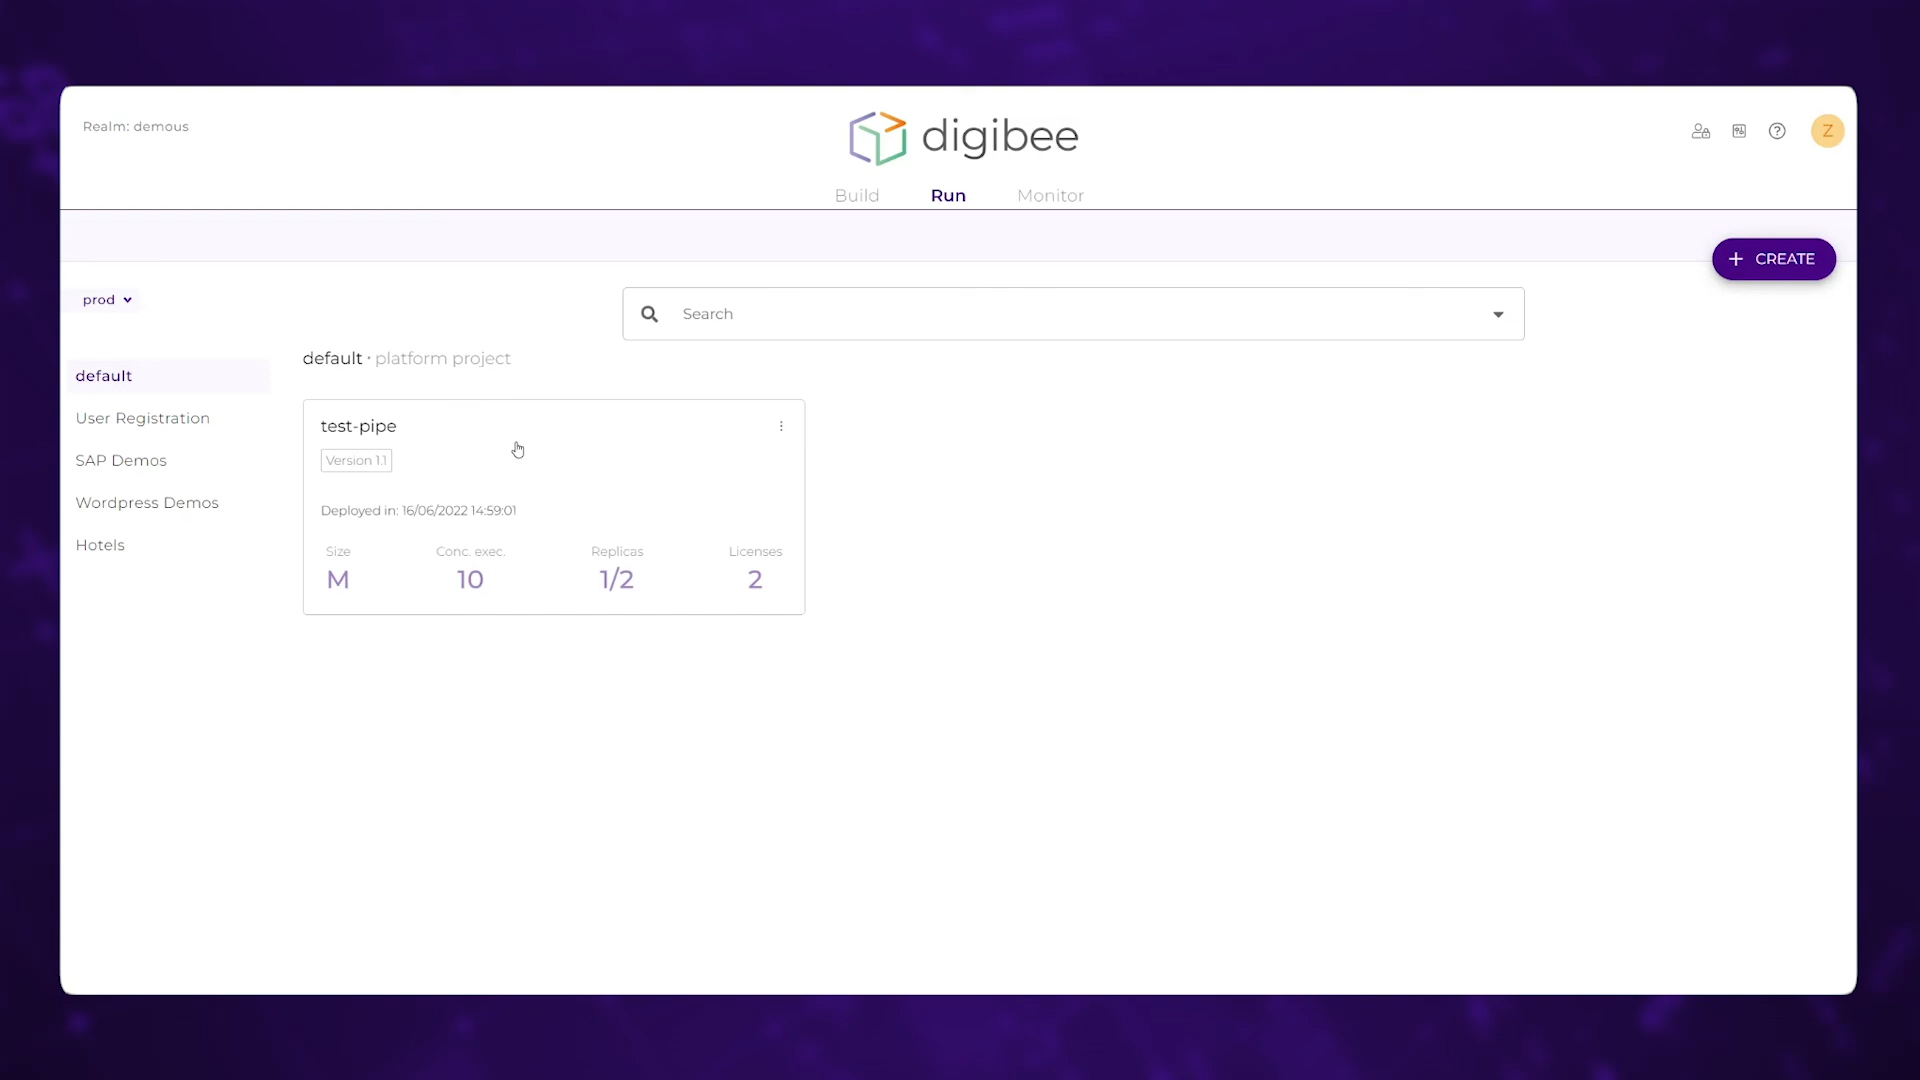 Realm: demous
digibee
Z
Build Run Monitor
+ CREATE
prod
Search
default • platform project
default
User Registration
SAP Demos
Wordpress Demos
Hotels
test-pipe
Version 1.1
Deployed in: 16/06/2022 14:59:01
Size Conc. exec. Replicas Licenses
M 10 1/2 2